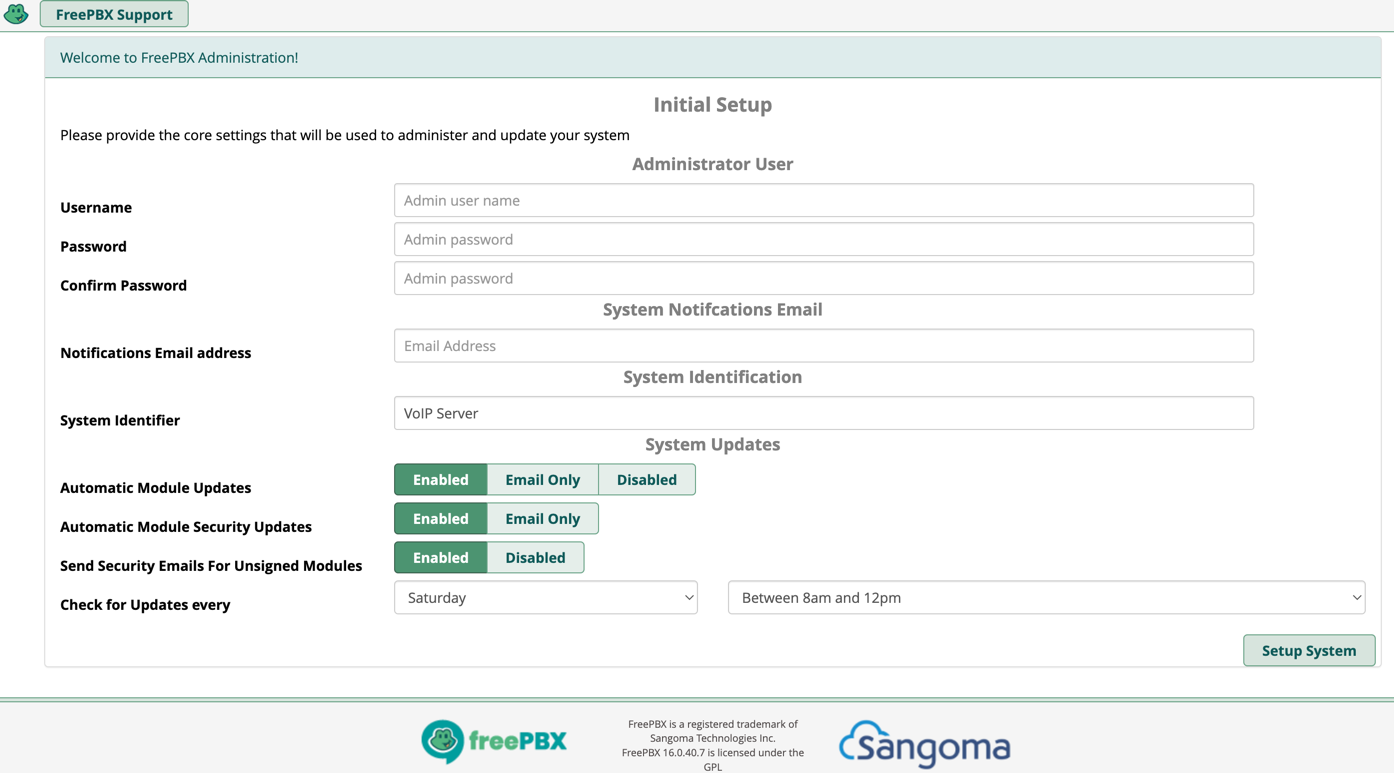 FreePBX Support
Welcome to FreePBX Administration!
Initial Setup
Please provide the core settings that will be used to administer and update your system
Administrator User
Username Admin user name
Password Admin password
Confirm Password Admin password
System Notifcations Email
Notifications Email address Email Address
System Identification
System Identifier VoIP Server
System Updates
Automatic Module Updates Enabled Email Only Disabled
Automatic Module Security Updates Enabled Email Only
Send Security Emails For Unsigned Modules Enabled Disabled
Check for Updates every Saturday Between 8am and 12pm
Setup System
freePBX
FreePBX is a registered trademark of
Sangoma Technologies Inc.
FreePBX 16.0.40.7 is licensed under the
GPL
Sangoma